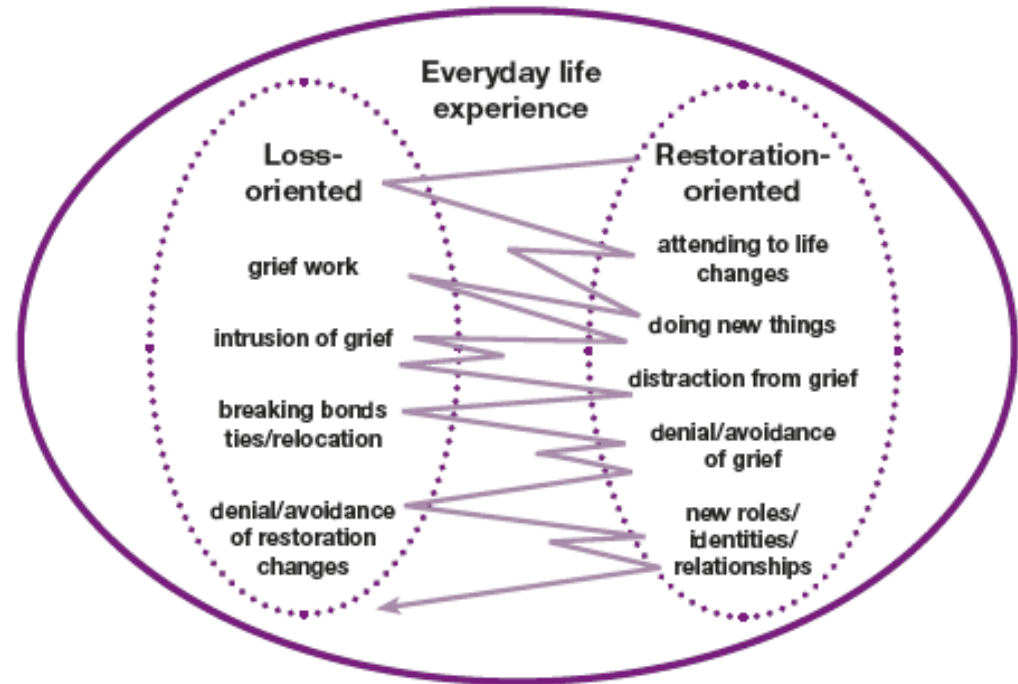 Everyday life
experience
Loss-
oriented
grief work
intrusion of grief
breaking bonds
ties/relocation
denial/avoidance
of restoration
changes
Restoration-
oriented
attending to life
changes
doing new things
distraction from grief
denial/avoidance
of grief
new roles/
identities/
relationships